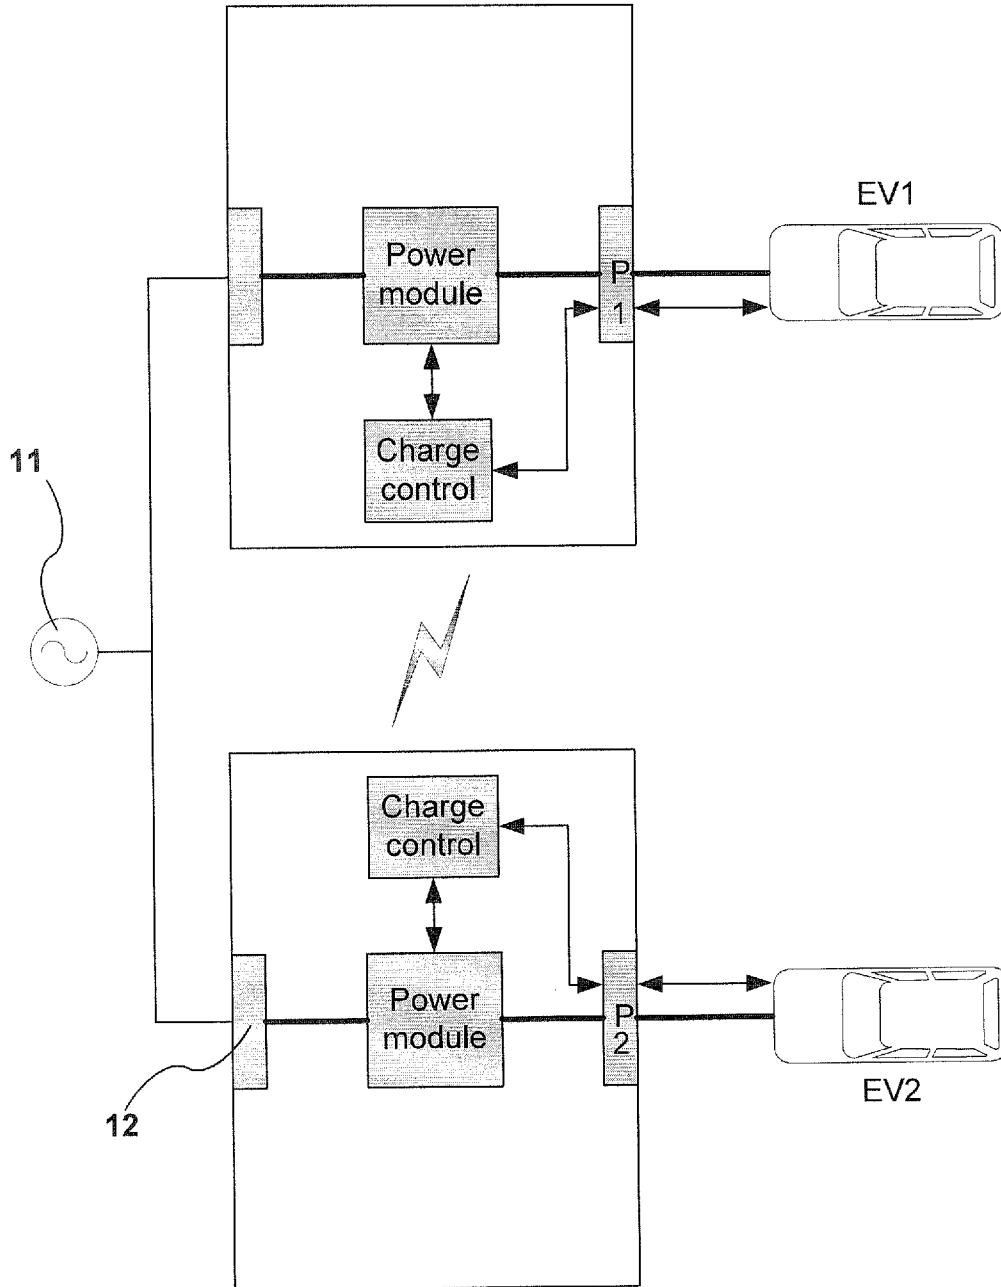 EV1
Power
module
P
1
11
Charge
control
Charge
control
Power
module
P
2
12
EV2